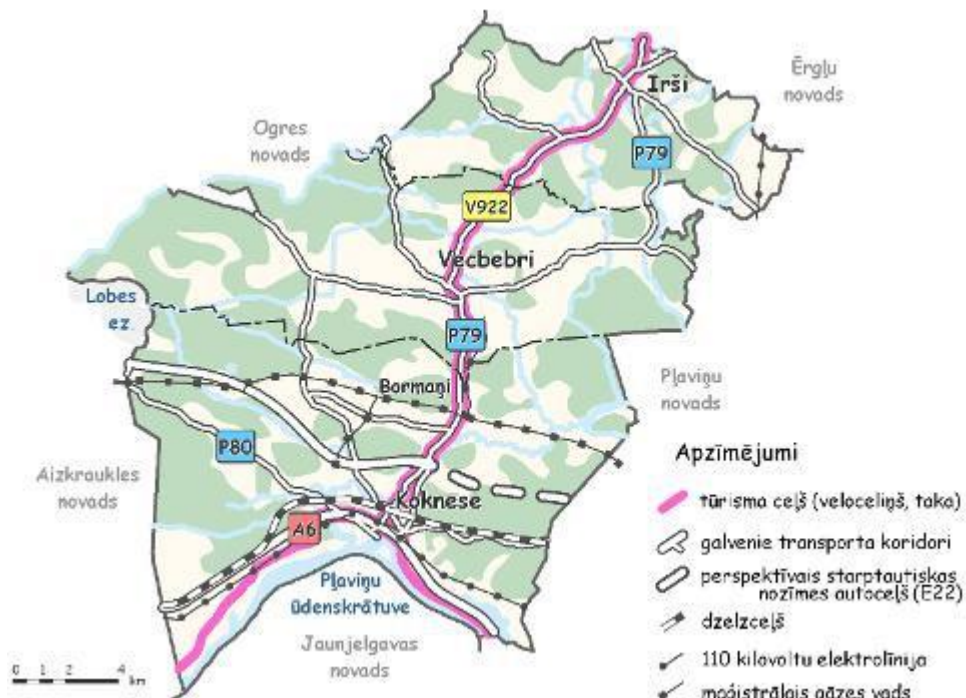 Irši
Ērgļu
novads
Ogres
novads
P79
V922
Vecbebri
Lobes
ez.
P79
Bormaņi
Pļaviņu
novads
P80
Aizkraukles
novads
Koknese
A6
Pļaviņu
ūdenskrātuve
Jaunjelgavas
novads
0 1 2 4
km
Apzīmējumi
tūrisma ceļš (veloceliņš, taka)
galvenie transporta koridori
perspektīvais starptautiskas
nozīmes autoceļš (E22)
dzelzceļš
110 kilovoltu elektrolīnija
maģistrālais gāzes vads